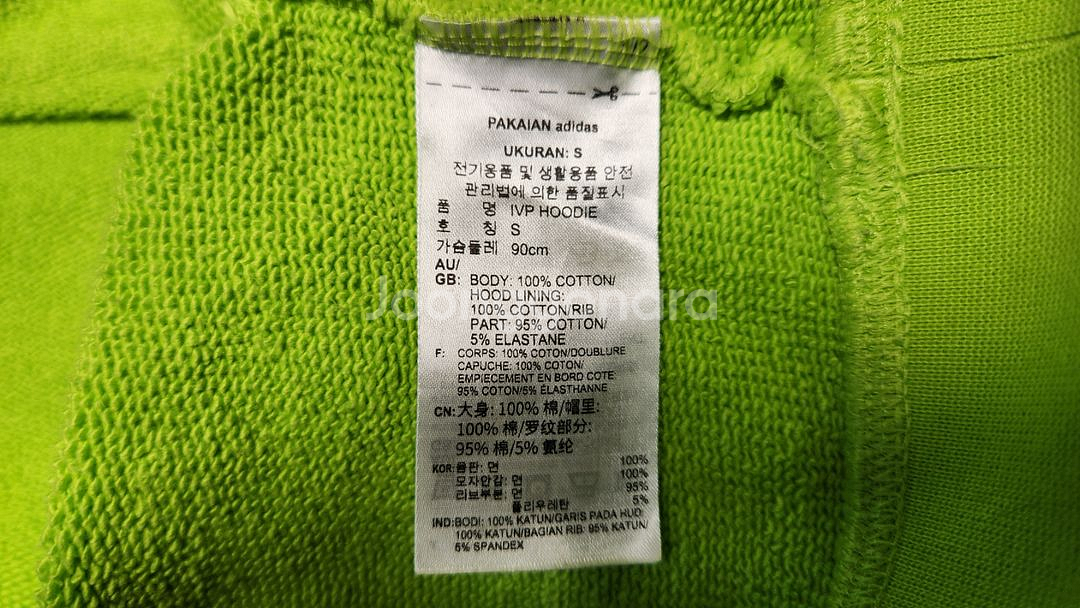 PAKAIAN adidas
UKURAN: S
전기용품 및 생활용품 안전
관리법에 의한 품질표시
품 명 IVP HOODIE
호 칭 S
가슴둘레 90cm
AU/
GB: BODY: 100% COTTON/
HOOD LINING:
100% COTTON/RIB
PART: 95% COTTON/
5% ELASTANE
F: CORPS: 100% COTON/DOUBLURE
CAPUCHE: 100% COTON/
EMPIECEMENT EN BORD COTE:
95% COTON/5% ÉLASTHANNE
CN: 大身: 100% 棉/帽里:
100% 棉/罗纹部分:
95% 棉/5% 氨纶
KOR: 몸판: 면 100%
모자안감: 면 100%
리브부분: 면 95%
폴리우레탄 5%
IND: BODI: 100% KATUN/GARIS PADA HUD:
100% KATUN/BAGIAN RIB: 95% KATUN/
5% SPANDEX